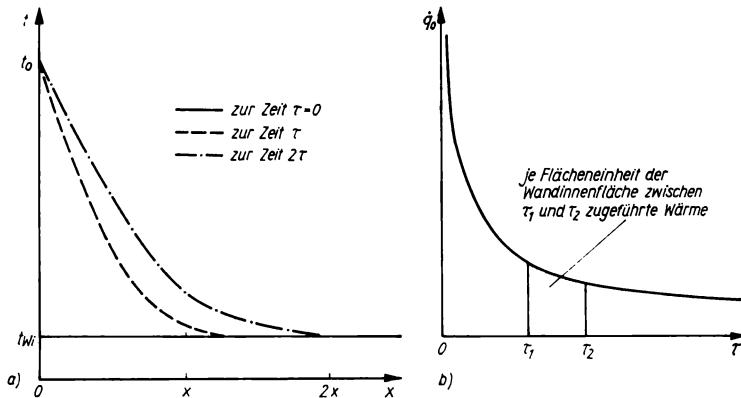 t
t₀
zur Zeit τ=0
zur Zeit τ
zur Zeit 2τ
t_Wi
a)
0
x
2x
x
q̇₀
je Flächeneinheit der
Wandinnenfläche zwischen
τ₁ und τ₂ zugeführte Wärme
0
τ₁
τ₂
τ
b)